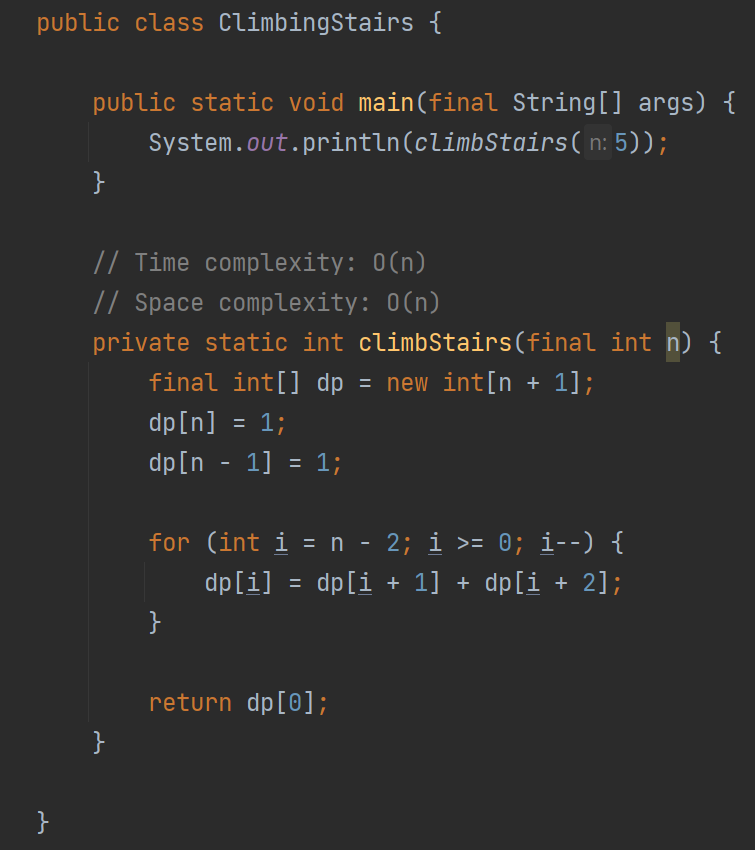 public class ClimbingStairs {
public static void main(final String[] args) {
System.out.println(climbStairs( n: 5));
}
// Time complexity: O(n)
// Space complexity: O(n)
private static int climbStairs(final int n) {
final int[] dp = new int[n + 1];
dp[n] = 1;
dp[n - 1] = 1;
for (int i = n - 2; i >= 0; i--) {
dp[i] = dp[i + 1] + dp[i + 2];
}
return dp[0];
}
}